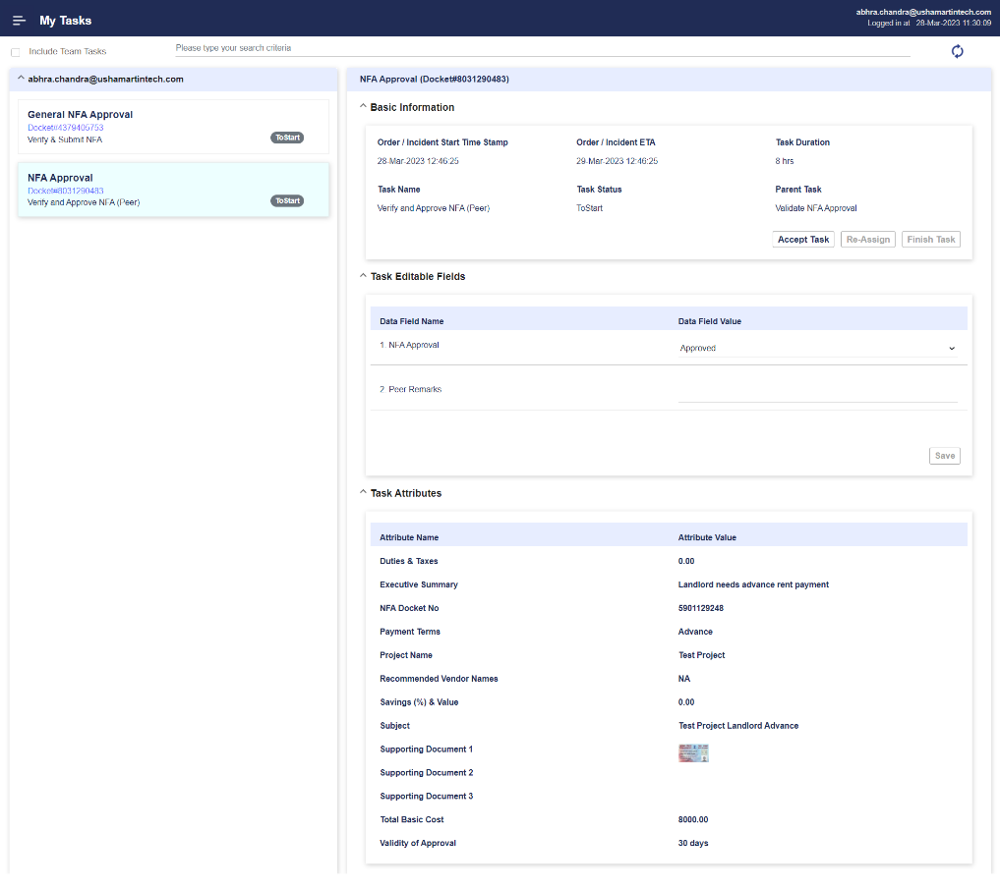 My Tasks
abhra.chandra@ushamartintech.com
Logged in at 28-Mar-2023 11:30:09
Include Team Tasks
Please type your search criteria
abhra.chandra@ushamartintech.com
General NFA Approval
Docket#4379405753
Verify & Submit NFA
ToStart
NFA Approval
Docket#8031290483
Verify and Approve NFA (Peer)
ToStart
NFA Approval (Docket#8031290483)
Basic Information
Order / Incident Start Time Stamp Order / Incident ETA Task Duration
28-Mar-2023 12:46:25 29-Mar-2023 12:46:25 8 hrs
Task Name Task Status Parent Task
Verify and Approve NFA (Peer) ToStart Validate NFA Approval
Accept Task Re-Assign Finish Task
Task Editable Fields
Data Field Name Data Field Value
1. NFA Approval Approved
2. Peer Remarks
Save
Task Attributes
Attribute Name Attribute Value
Duties & Taxes 0.00
Executive Summary Landlord needs advance rent payment
NFA Docket No 5901129248
Payment Terms Advance
Project Name Test Project
Recommended Vendor Names NA
Savings (%) & Value 0.00
Subject Test Project Landlord Advance
Supporting Document 1
Supporting Document 2
Supporting Document 3
Total Basic Cost 8000.00
Validity of Approval 30 days